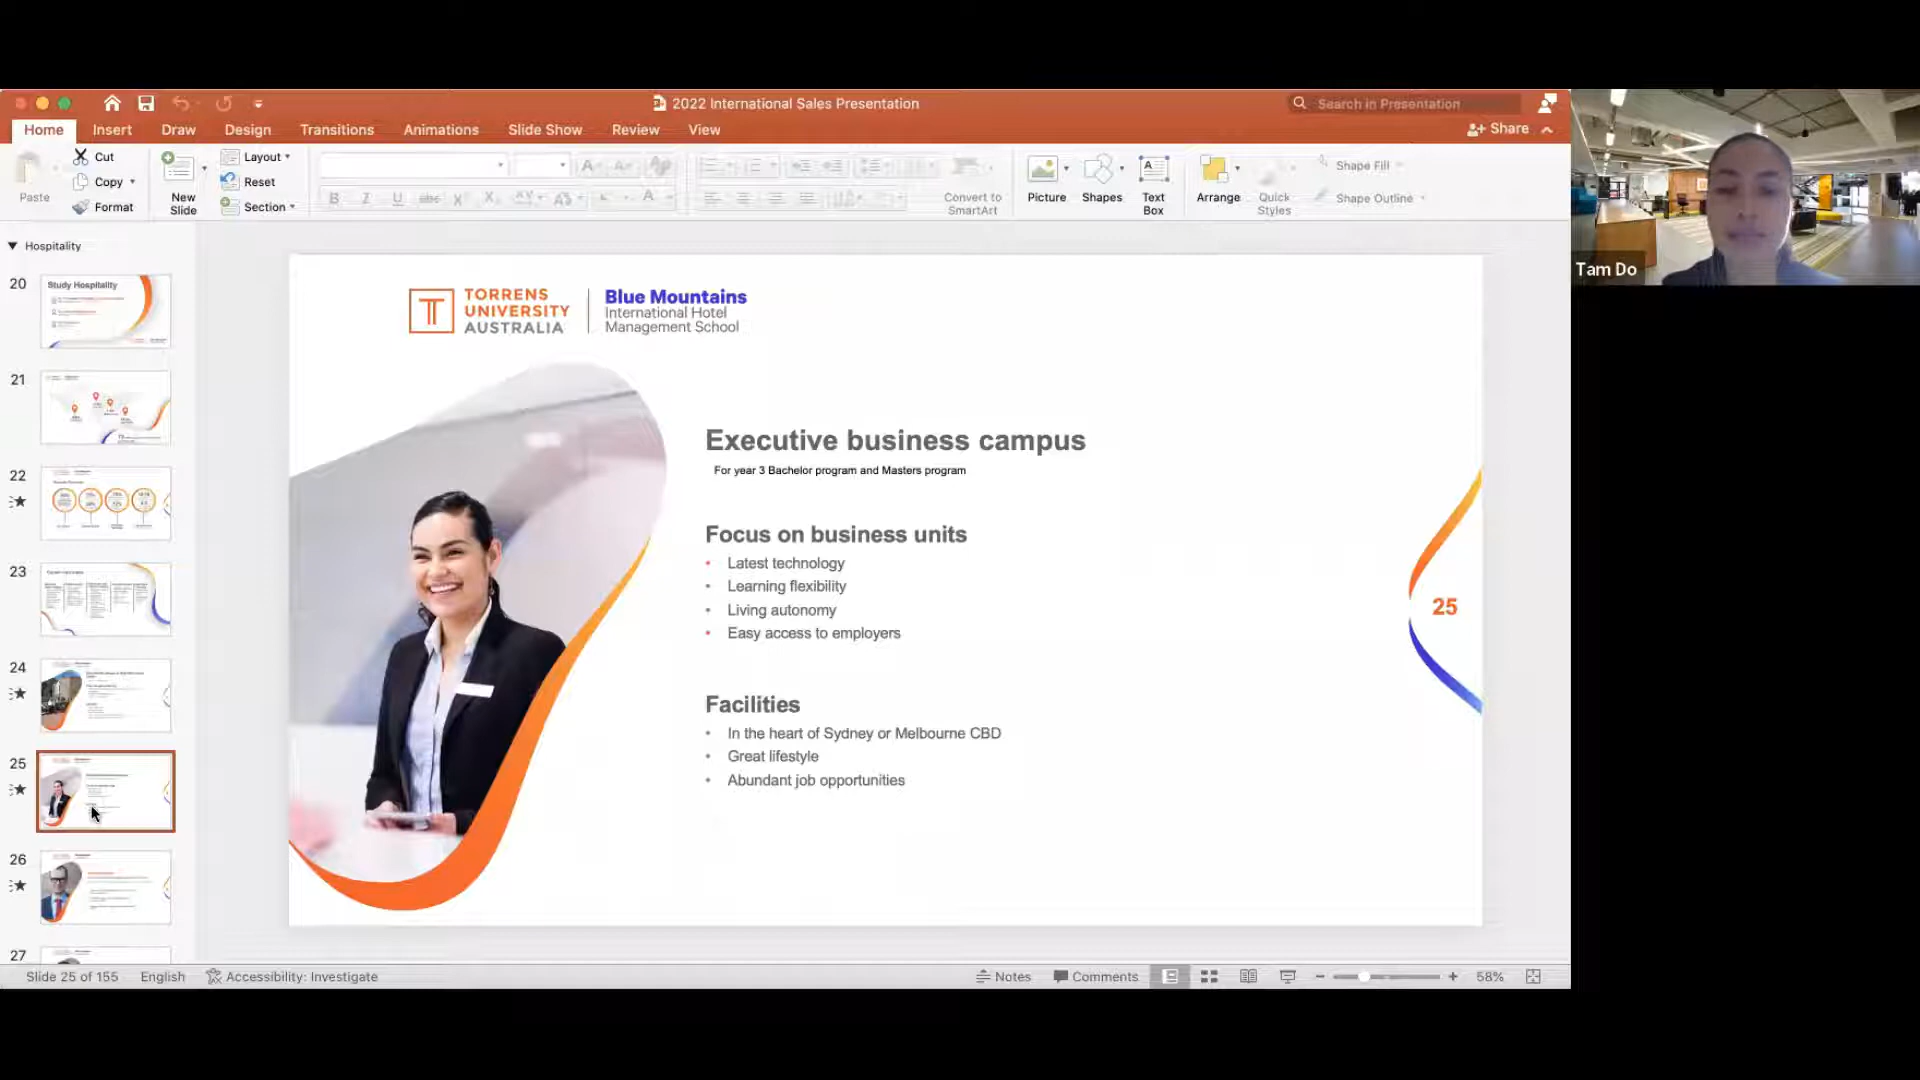 2022 International Sales Presentation
Search in Presentation
Home
Insert
Draw
Design
Transitions
Animations
Slide Show
Review
View
Share
Paste
Cut
Copy
Format
New
Slide
Layout
Reset
Section
Convert to
SmartArt
Picture
Shapes
Text
Box
Arrange
Quick
Styles
Shape Fill
Shape Outline
Tam Do
Hospitality
20
Study Hospitality
21
22
23
24
25
26
27
TORRENS
UNIVERSITY
AUSTRALIA
Blue Mountains
International Hotel
Management School
Executive business campus
For year 3 Bachelor program and Masters program
Focus on business units
• Latest technology
• Learning flexibility
• Living autonomy
• Easy access to employers
25
Facilities
• In the heart of Sydney or Melbourne CBD
• Great lifestyle
• Abundant job opportunities
Slide 25 of 155
English
Accessibility: Investigate
Notes
Comments
58%